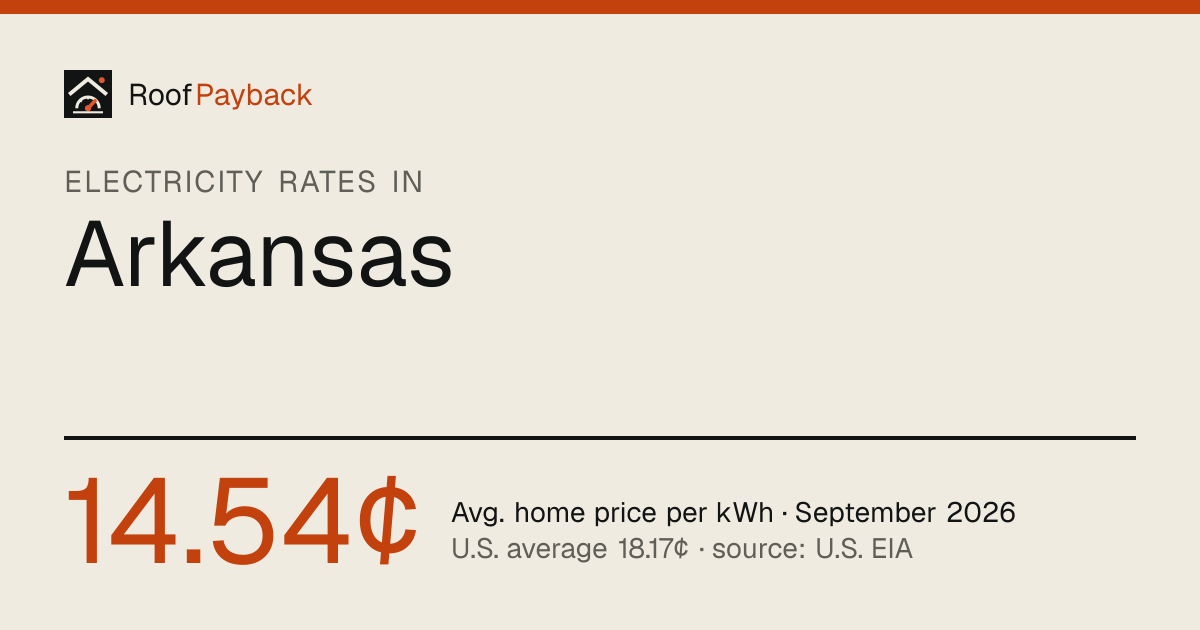 RoofPayback
ELECTRICITY RATES IN
Arkansas
14.54¢
Avg. home price per kWh · September 2026
U.S. average 18.17¢ · source: U.S. EIA